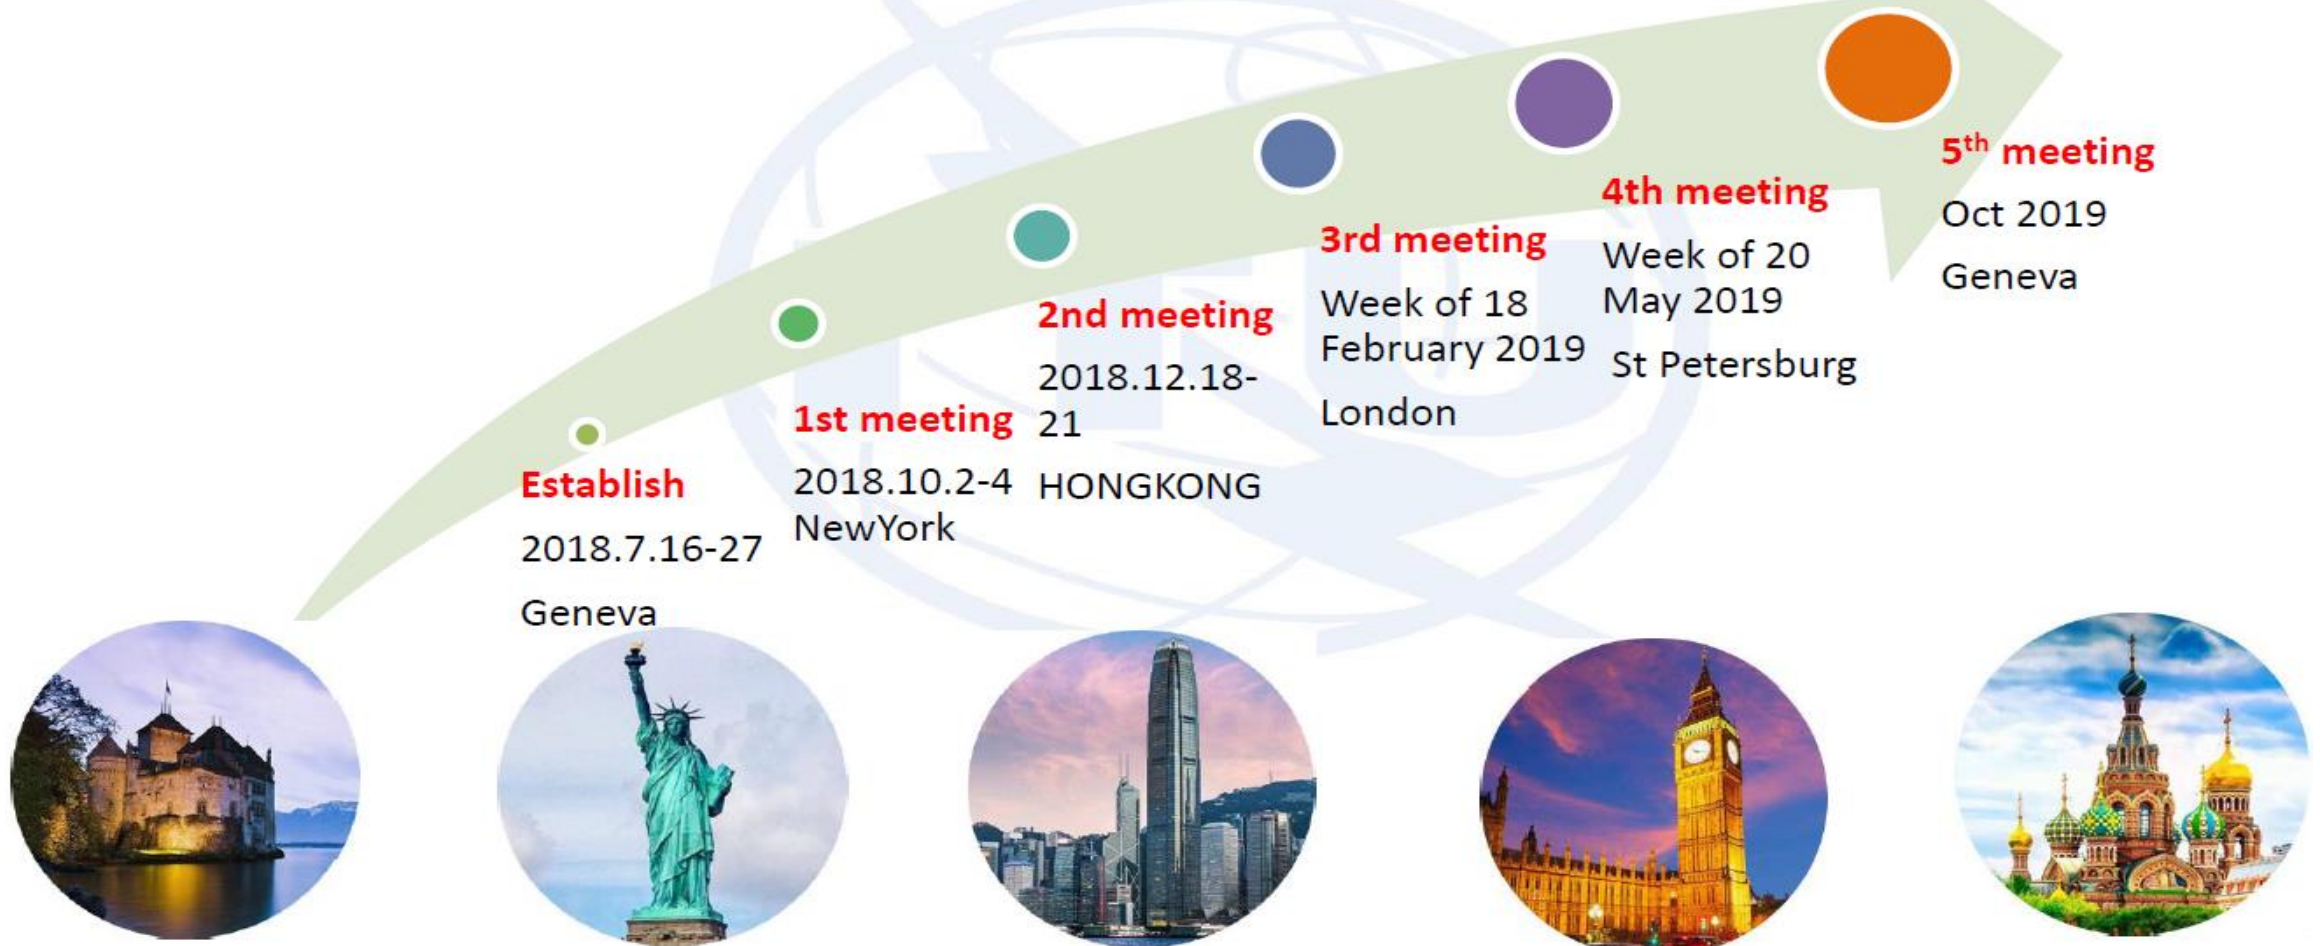 Establish
2018.7.16-27
Geneva
1st meeting
2018.10.2-4
NewYork
2nd meeting
2018.12.18-
21
HONGKONG
3rd meeting
Week of 18
February 2019
London
4th meeting
Week of 20
May 2019
St Petersburg
5th meeting
Oct 2019
Geneva
ITU